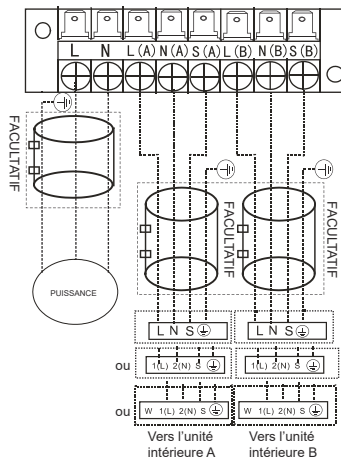 L N L(A) N(A) S(A) L(B) N(B) S(B)
FACULTATIF
FACULTATIF
FACULTATIF
PUISSANCE
L N S
L N S
ou 1(L) 2(N) S
1(L) 2(N) S
ou W 1(L) 2(N) S
W 1(L) 2(N) S
Vers l'unité
intérieure A
Vers l'unité
intérieure B